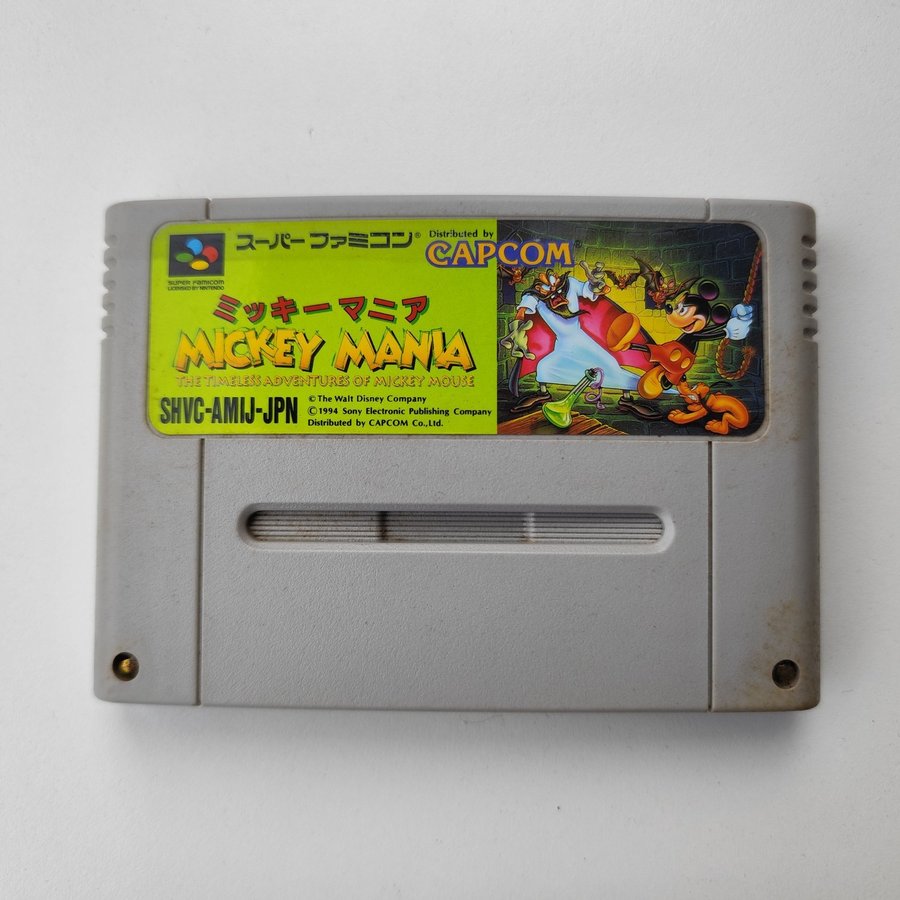 スーパーファミコン®
Distributed by
CAPCOM
SUPER FAMICOM
LICENSED BY NINTENDO
ミッキーマニア
MICKEY MANIA
THE TIMELESS ADVENTURES OF MICKEY MOUSE
SHVC-AMIJ-JPN
© The Walt Disney Company
© 1994 Sony Electronic Publishing Company
Distributed by CAPCOM Co., Ltd.